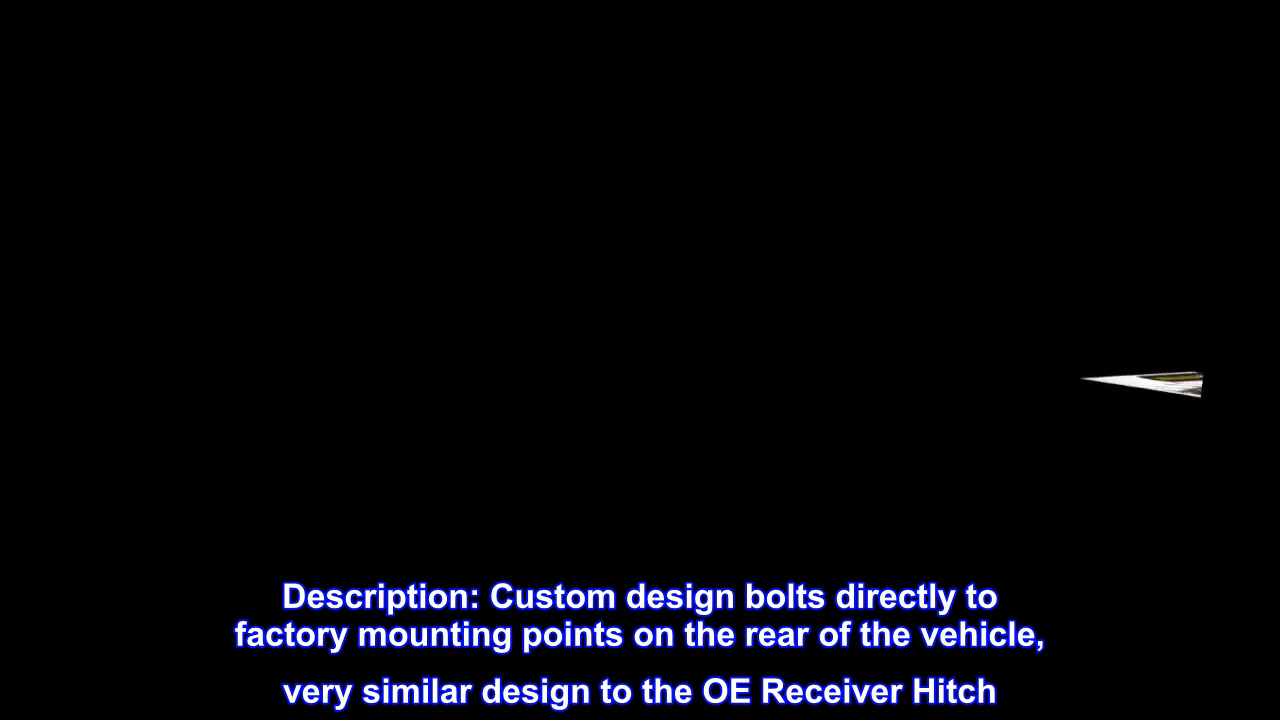 Description: Custom design bolts directly to
factory mounting points on the rear of the vehicle,
very similar design to the OE Receiver Hitch